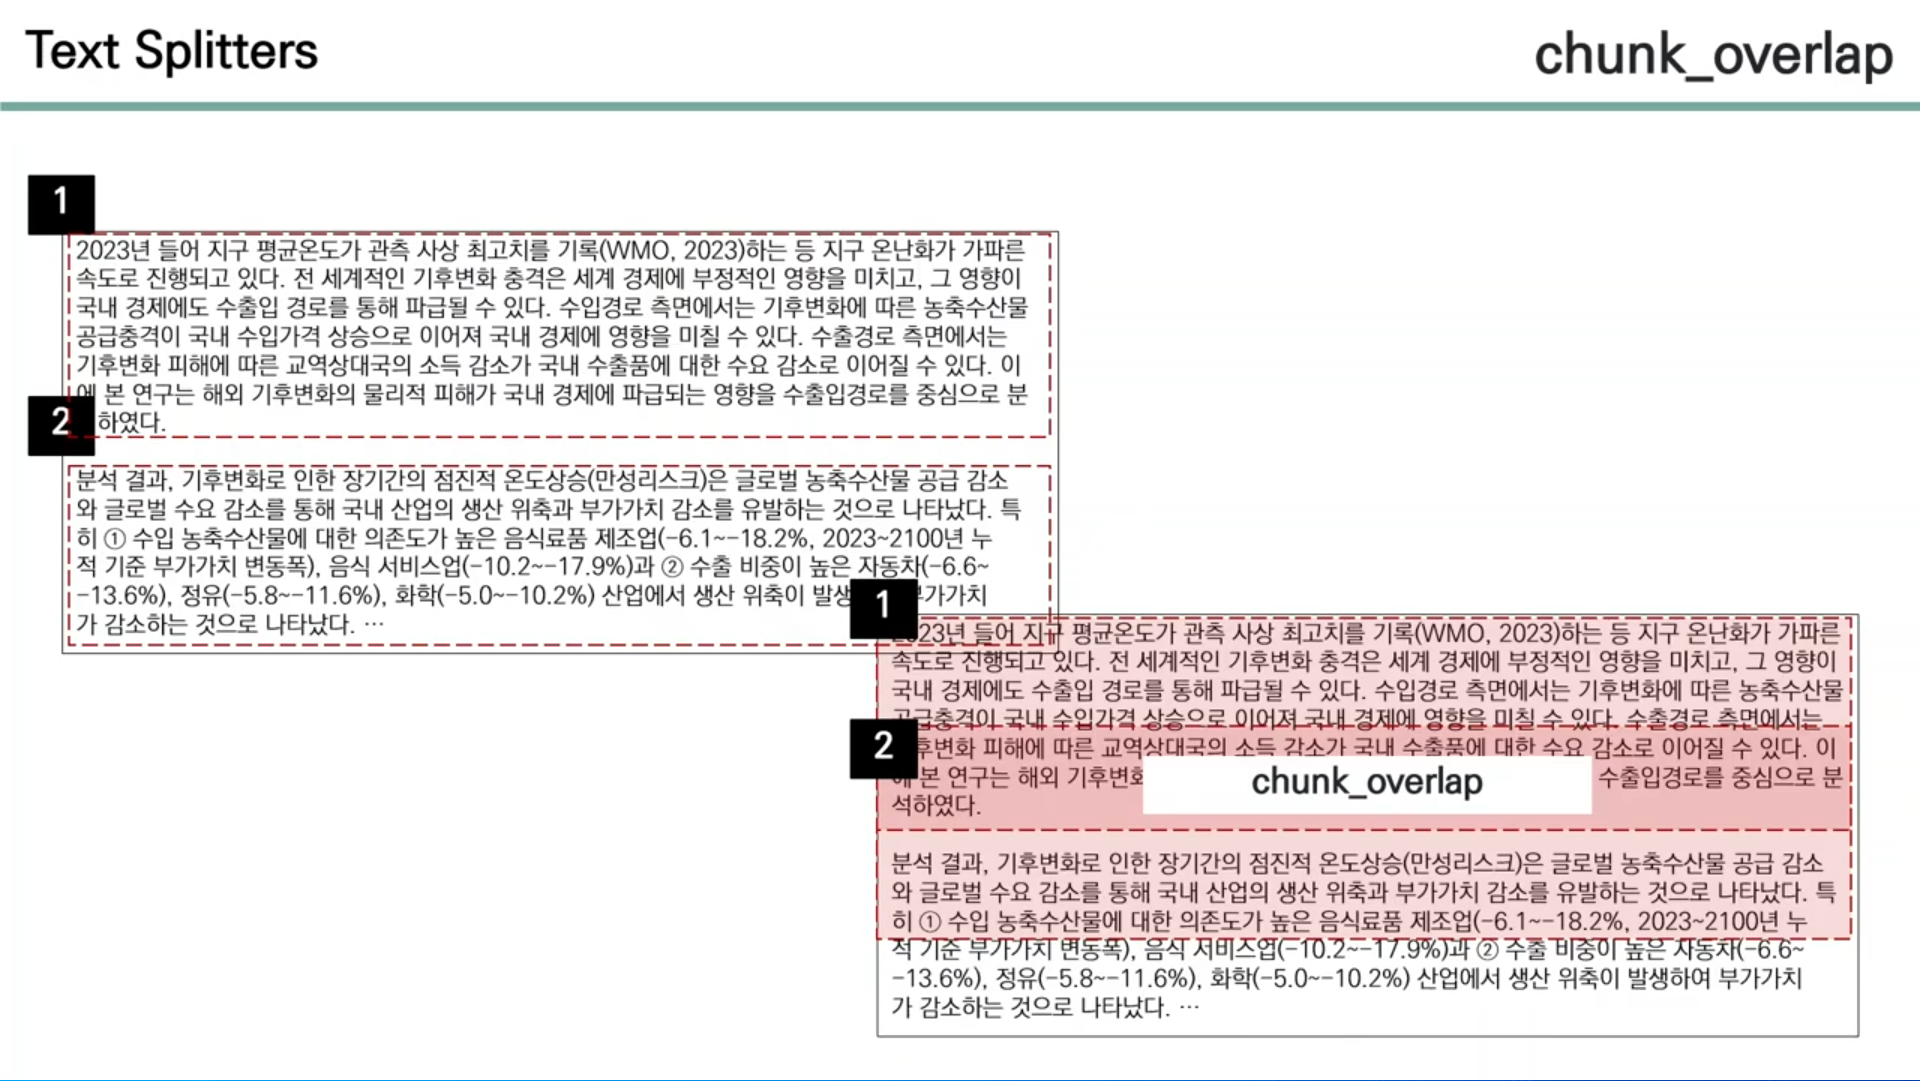 Text Splitters
chunk_overlap
1
2023년 들어 지구 평균온도가 관측 사상 최고치를 기록(WMO, 2023)하는 등 지구 온난화가 가파른
속도로 진행되고 있다. 전 세계적인 기후변화 충격은 세계 경제에 부정적인 영향을 미치고, 그 영향이
국내 경제에도 수출입 경로를 통해 파급될 수 있다. 수입경로 측면에서는 기후변화에 따른 농축수산물
공급충격이 국내 수입가격 상승으로 이어져 국내 경제에 영향을 미칠 수 있다. 수출경로 측면에서는
기후변화 피해에 따른 교역상대국의 소득 감소가 국내 수출품에 대한 수요 감소로 이어질 수 있다. 이
에 본 연구는 해외 기후변화의 물리적 피해가 국내 경제에 파급되는 영향을 수출입경로를 중심으로 분
2
하였다.
분석 결과, 기후변화로 인한 장기간의 점진적 온도상승(만성리스크)은 글로벌 농축수산물 공급 감소
와 글로벌 수요 감소를 통해 국내 산업의 생산 위축과 부가가치 감소를 유발하는 것으로 나타났다. 특
히 ① 수입 농축수산물에 대한 의존도가 높은 음식료품 제조업(-6.1~-18.2%, 2023~2100년 누
적 기준 부가가치 변동폭), 음식 서비스업(-10.2~-17.9%)과 ② 수출 비중이 높은 자동차(-6.6~
-13.6%), 정유(-5.8~-11.6%), 화학(-5.0~-10.2%) 산업에서 생산 위축이 발생 부가가치
가 감소하는 것으로 나타났다. …
1
2023년 들어 지구 평균온도가 관측 사상 최고치를 기록(WMO, 2023)하는 등 지구 온난화가 가파른
속도로 진행되고 있다. 전 세계적인 기후변화 충격은 세계 경제에 부정적인 영향을 미치고, 그 영향이
국내 경제에도 수출입 경로를 통해 파급될 수 있다. 수입경로 측면에서는 기후변화에 따른 농축수산물
공급충격이 국내 수입가격 상승으로 이어져 국내 경제에 영향을 미칠 수 있다. 수출경로 측면에서는
2
후변화 피해에 따른 교역상대국의 소득 감소가 국내 수출품에 대한 수요 감소로 이어질 수 있다. 이
에 본 연구는 해외 기후변화 수출입경로를 중심으로 분
chunk_overlap
석하였다.
분석 결과, 기후변화로 인한 장기간의 점진적 온도상승(만성리스크)은 글로벌 농축수산물 공급 감소
와 글로벌 수요 감소를 통해 국내 산업의 생산 위축과 부가가치 감소를 유발하는 것으로 나타났다. 특
히 ① 수입 농축수산물에 대한 의존도가 높은 음식료품 제조업(-6.1~-18.2%, 2023~2100년 누
적 기준 부가가치 변동폭), 음식 서비스업(-10.2~-17.9%)과 ② 수출 비중이 높은 자동차(-6.6~
-13.6%), 정유(-5.8~-11.6%), 화학(-5.0~-10.2%) 산업에서 생산 위축이 발생하여 부가가치
가 감소하는 것으로 나타났다. …